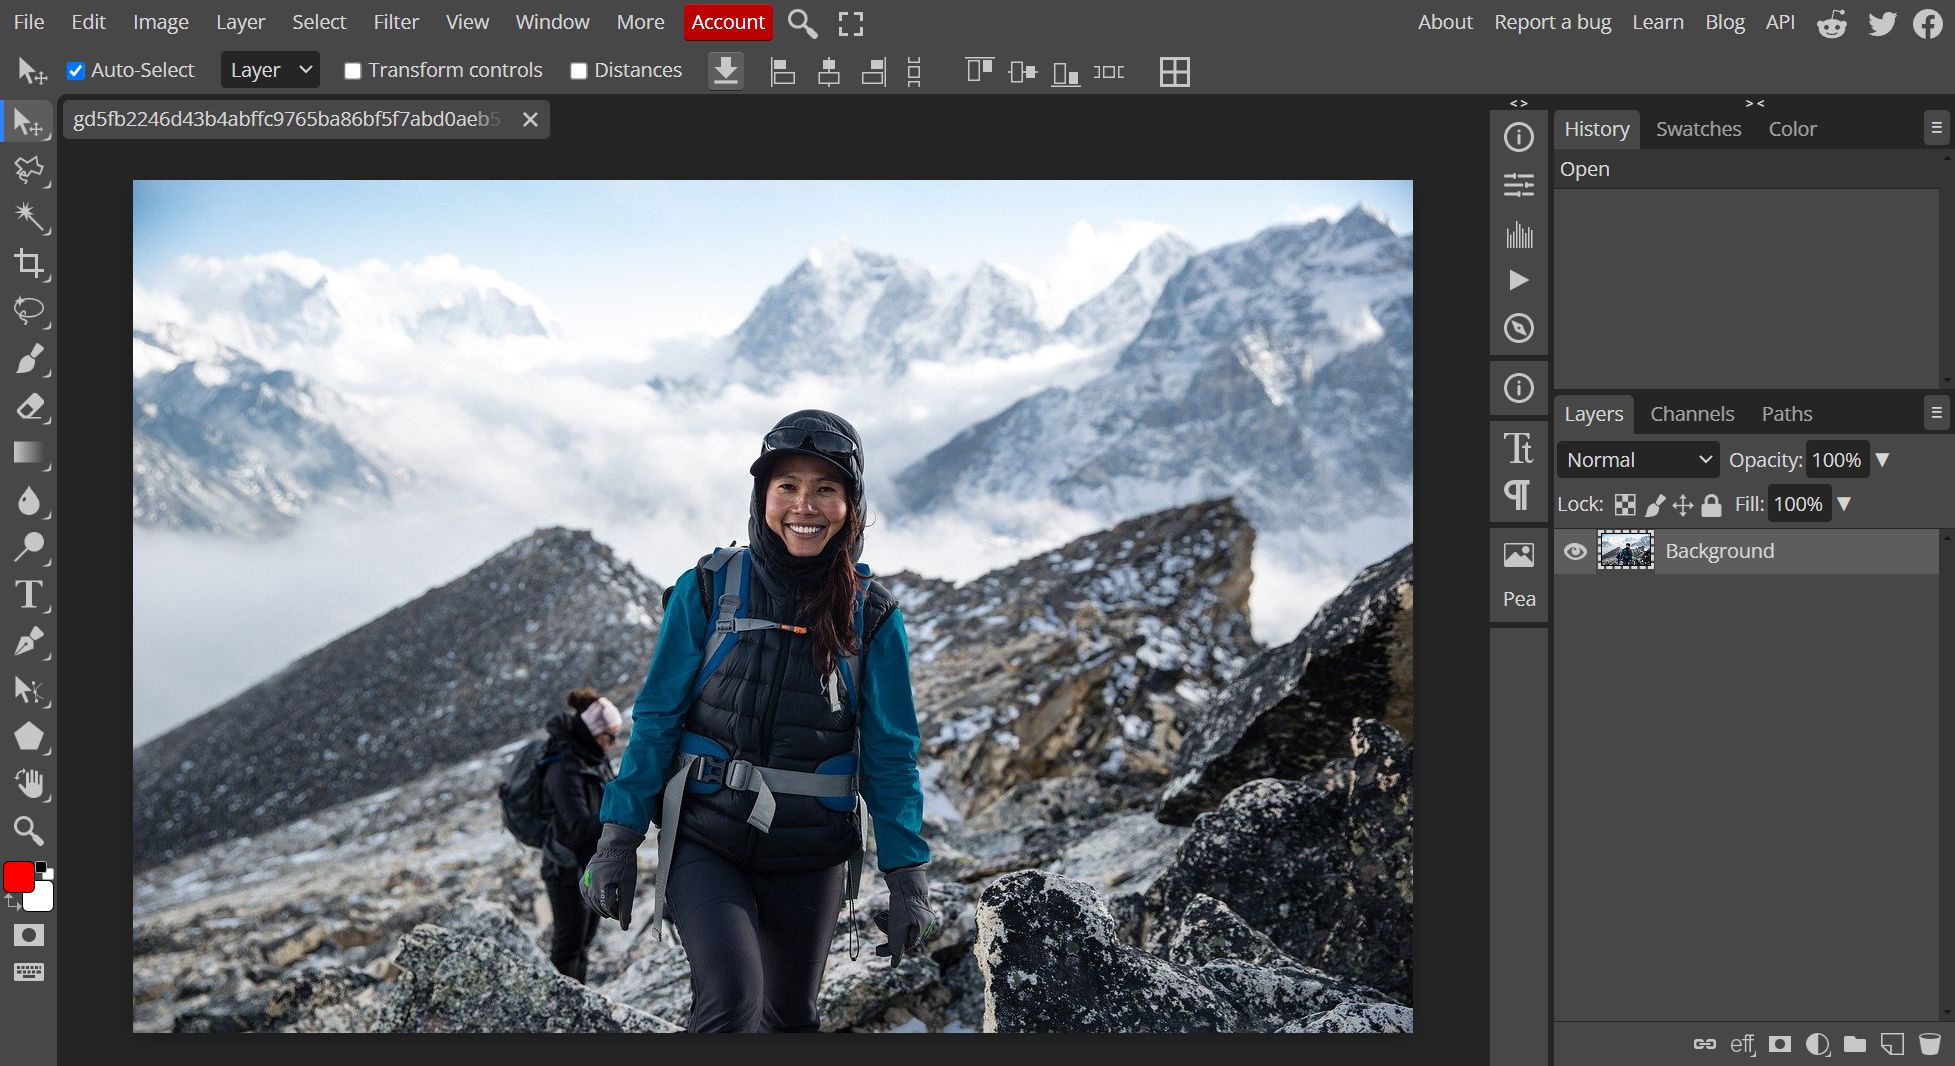 File Edit Image Layer Select Filter View Window More Account About Report a bug Learn Blog API
Auto-Select Layer Transform controls Distances
gd5fb2246d43b4abffc9765ba86bf5f7abd0aeb5
History Swatches Color
Open
Layers Channels Paths
Normal Opacity: 100%
Lock: Fill: 100%
Background
Pea
eff